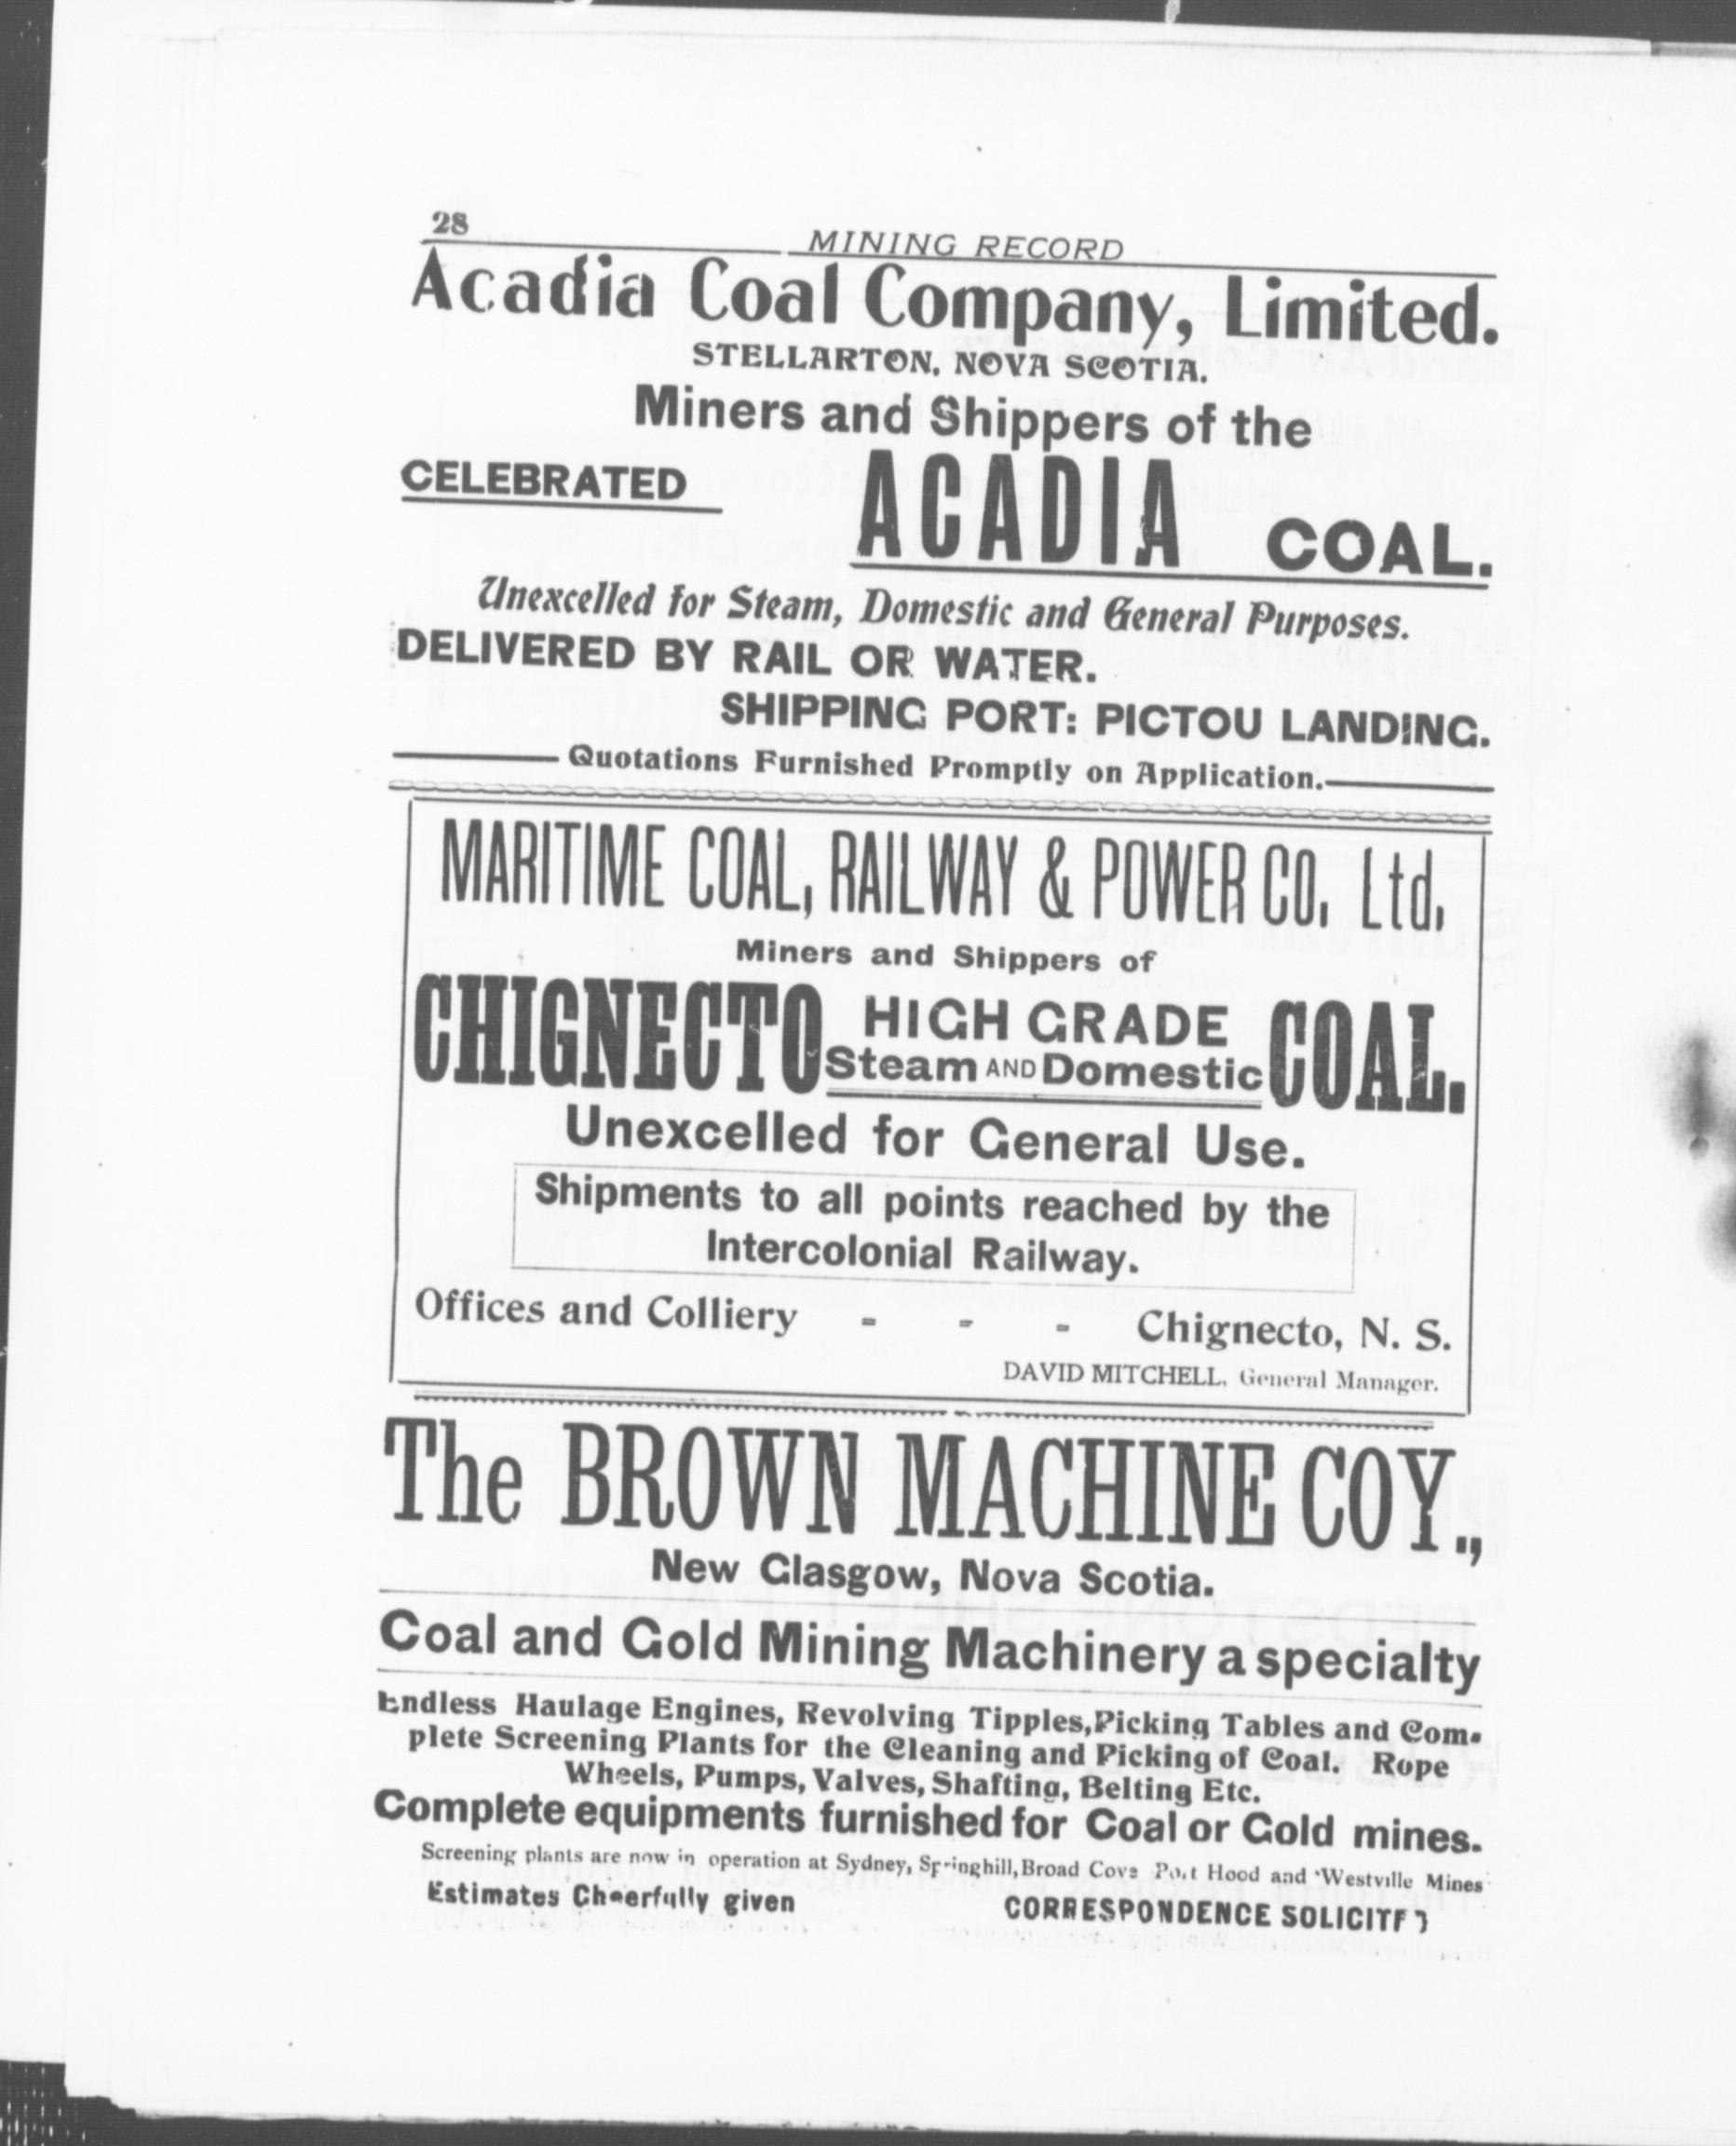 28
MINING RECORD
Acadia Coal Company, Limited.
STELLARTON, NOVA SCOTIA.
Miners and Shippers of the
CELEBRATED ACADIA COAL.
Unexcelled for Steam, Domestic and General Purposes.
DELIVERED BY RAIL OR WATER.
SHIPPING PORT: PICTOU LANDING.
Quotations Furnished Promptly on Application.
MARITIME COAL, RAILWAY & POWER CO. Ltd.
Miners and Shippers of
CHIGNECTO HIGH GRADE COAL.
Steam AND Domestic
Unexcelled for General Use.
Shipments to all points reached by the
Intercolonial Railway.
Offices and Colliery - - - Chignecto, N. S.
DAVID MITCHELL, General Manager.
The BROWN MACHINE COY.,
New Glasgow, Nova Scotia.
Coal and Gold Mining Machinery a specialty
Endless Haulage Engines, Revolving Tipples, Picking Tables and Com-
plete Screening Plants for the Cleaning and Picking of Coal. Rope
Wheels, Pumps, Valves, Shafting, Belting Etc.
Complete equipments furnished for Coal or Gold mines.
Screening plants are now in operation at Sydney, Springhill, Broad Cove Port Hood and Westville Mines
Estimates Cheerfully given CORRESPONDENCE SOLICITED